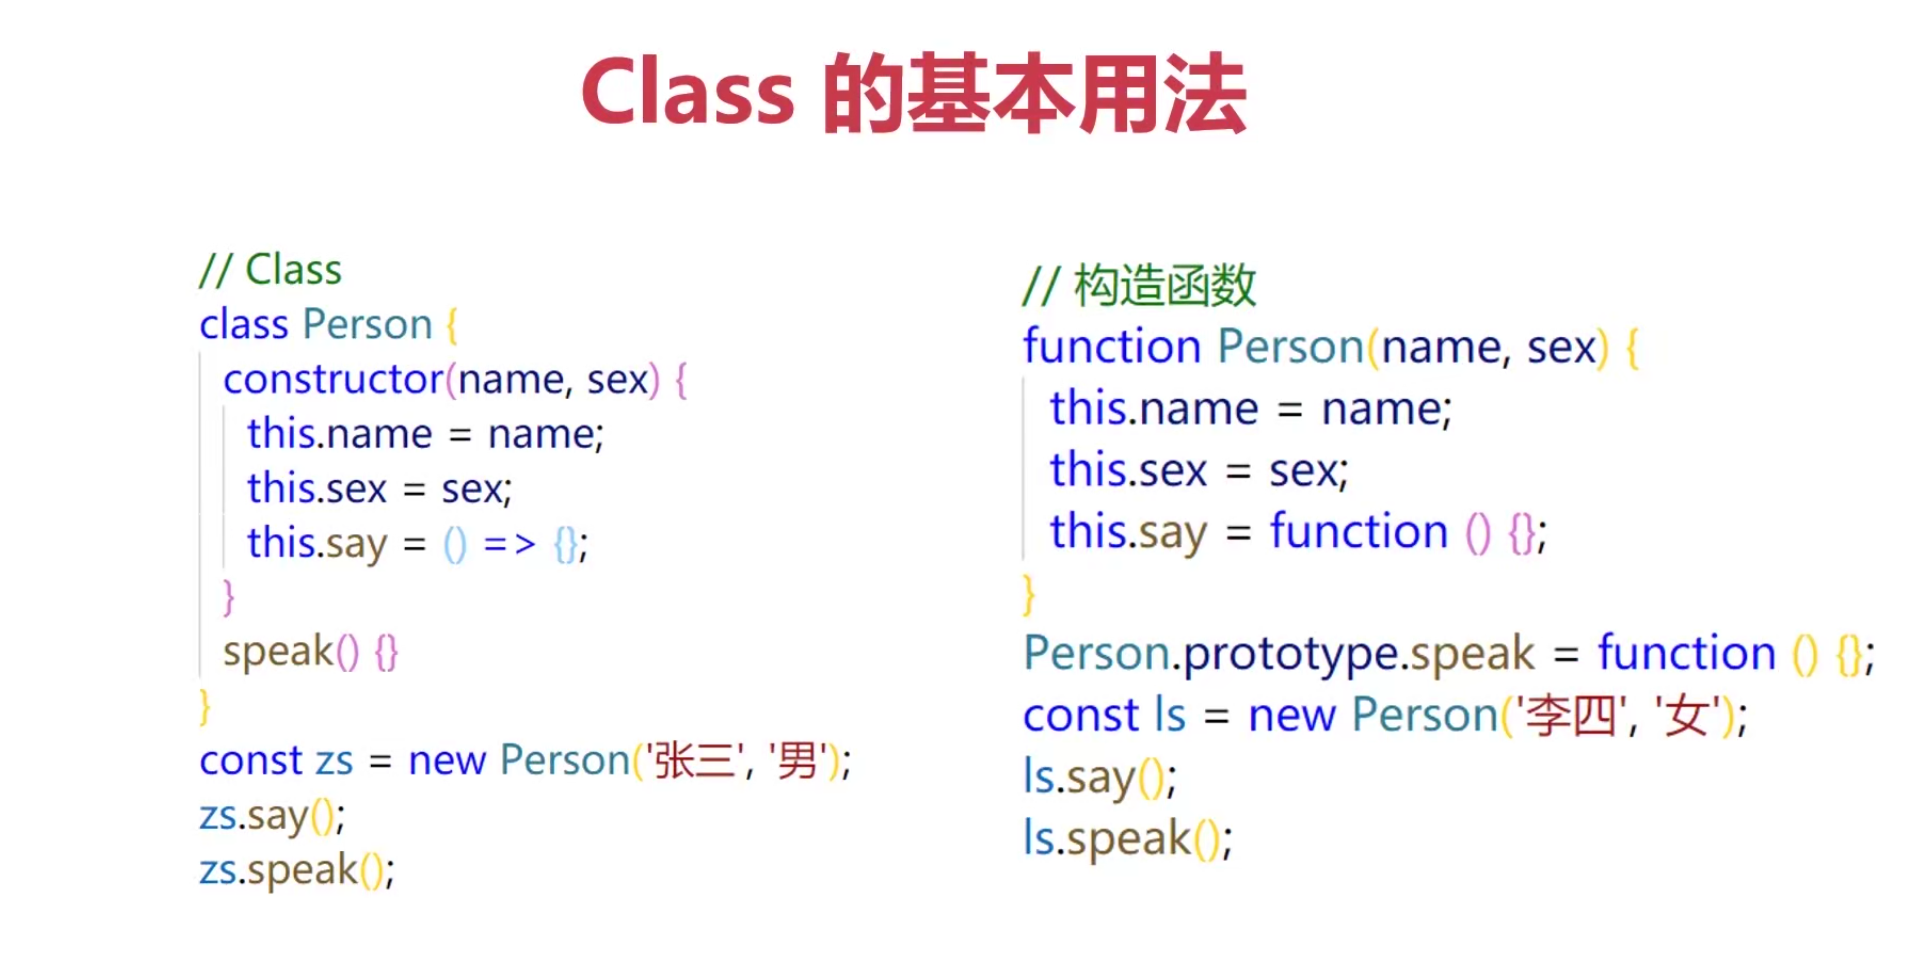 Class 的基本用法
// Class
class Person {
constructor(name, sex) {
this.name = name;
this.sex = sex;
this.say = () => {};
}
speak() {}
}
const zs = new Person('张三', '男');
zs.say();
zs.speak();
// 构造函数
function Person(name, sex) {
this.name = name;
this.sex = sex;
this.say = function () {};
}
Person.prototype.speak = function () {};
const ls = new Person('李四', '女');
ls.say();
ls.speak();